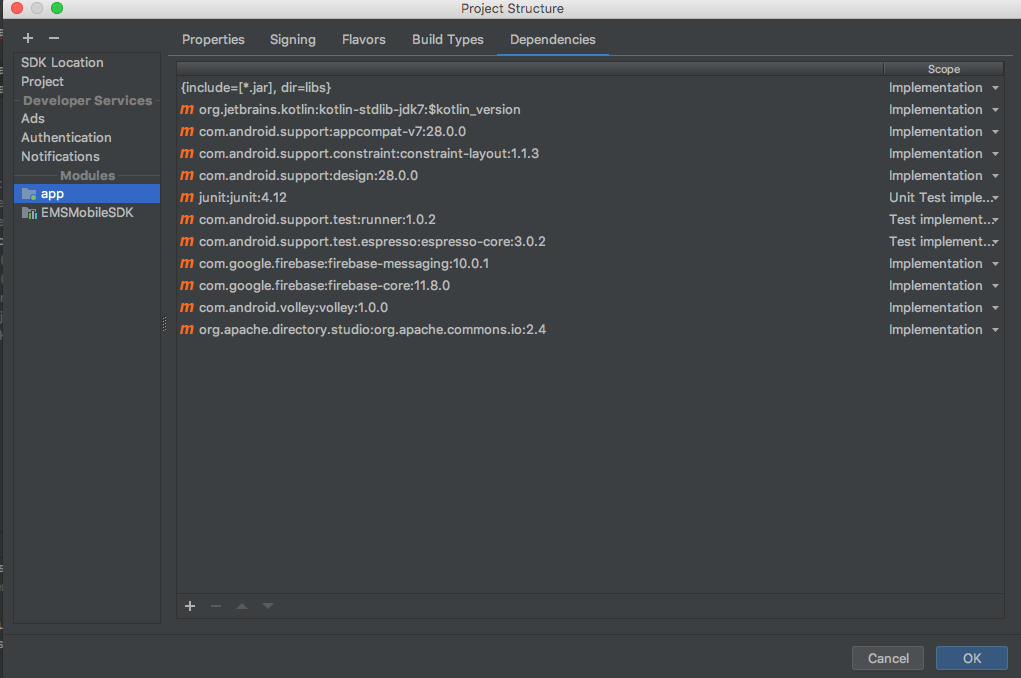 Project Structure
Properties
Signing
Flavors
Build Types
Dependencies
SDK Location
Project
Developer Services
Ads
Authentication
Notifications
Modules
app
EMSMobileSDK
Scope
{include=[*.jar], dir=libs} Implementation
m org.jetbrains.kotlin:kotlin-stdlib-jdk7:$kotlin_version Implementation
m com.android.support:appcompat-v7:28.0.0 Implementation
m com.android.support.constraint:constraint-layout:1.1.3 Implementation
m com.android.support:design:28.0.0 Implementation
m junit:junit:4.12 Unit Test imple...
m com.android.support.test:runner:1.0.2 Test implement...
m com.android.support.test.espresso:espresso-core:3.0.2 Test implement...
m com.google.firebase:firebase-messaging:10.0.1 Implementation
m com.google.firebase:firebase-core:11.8.0 Implementation
m com.android.volley:volley:1.0.0 Implementation
m org.apache.directory.studio:org.apache.commons.io:2.4 Implementation
Cancel
OK